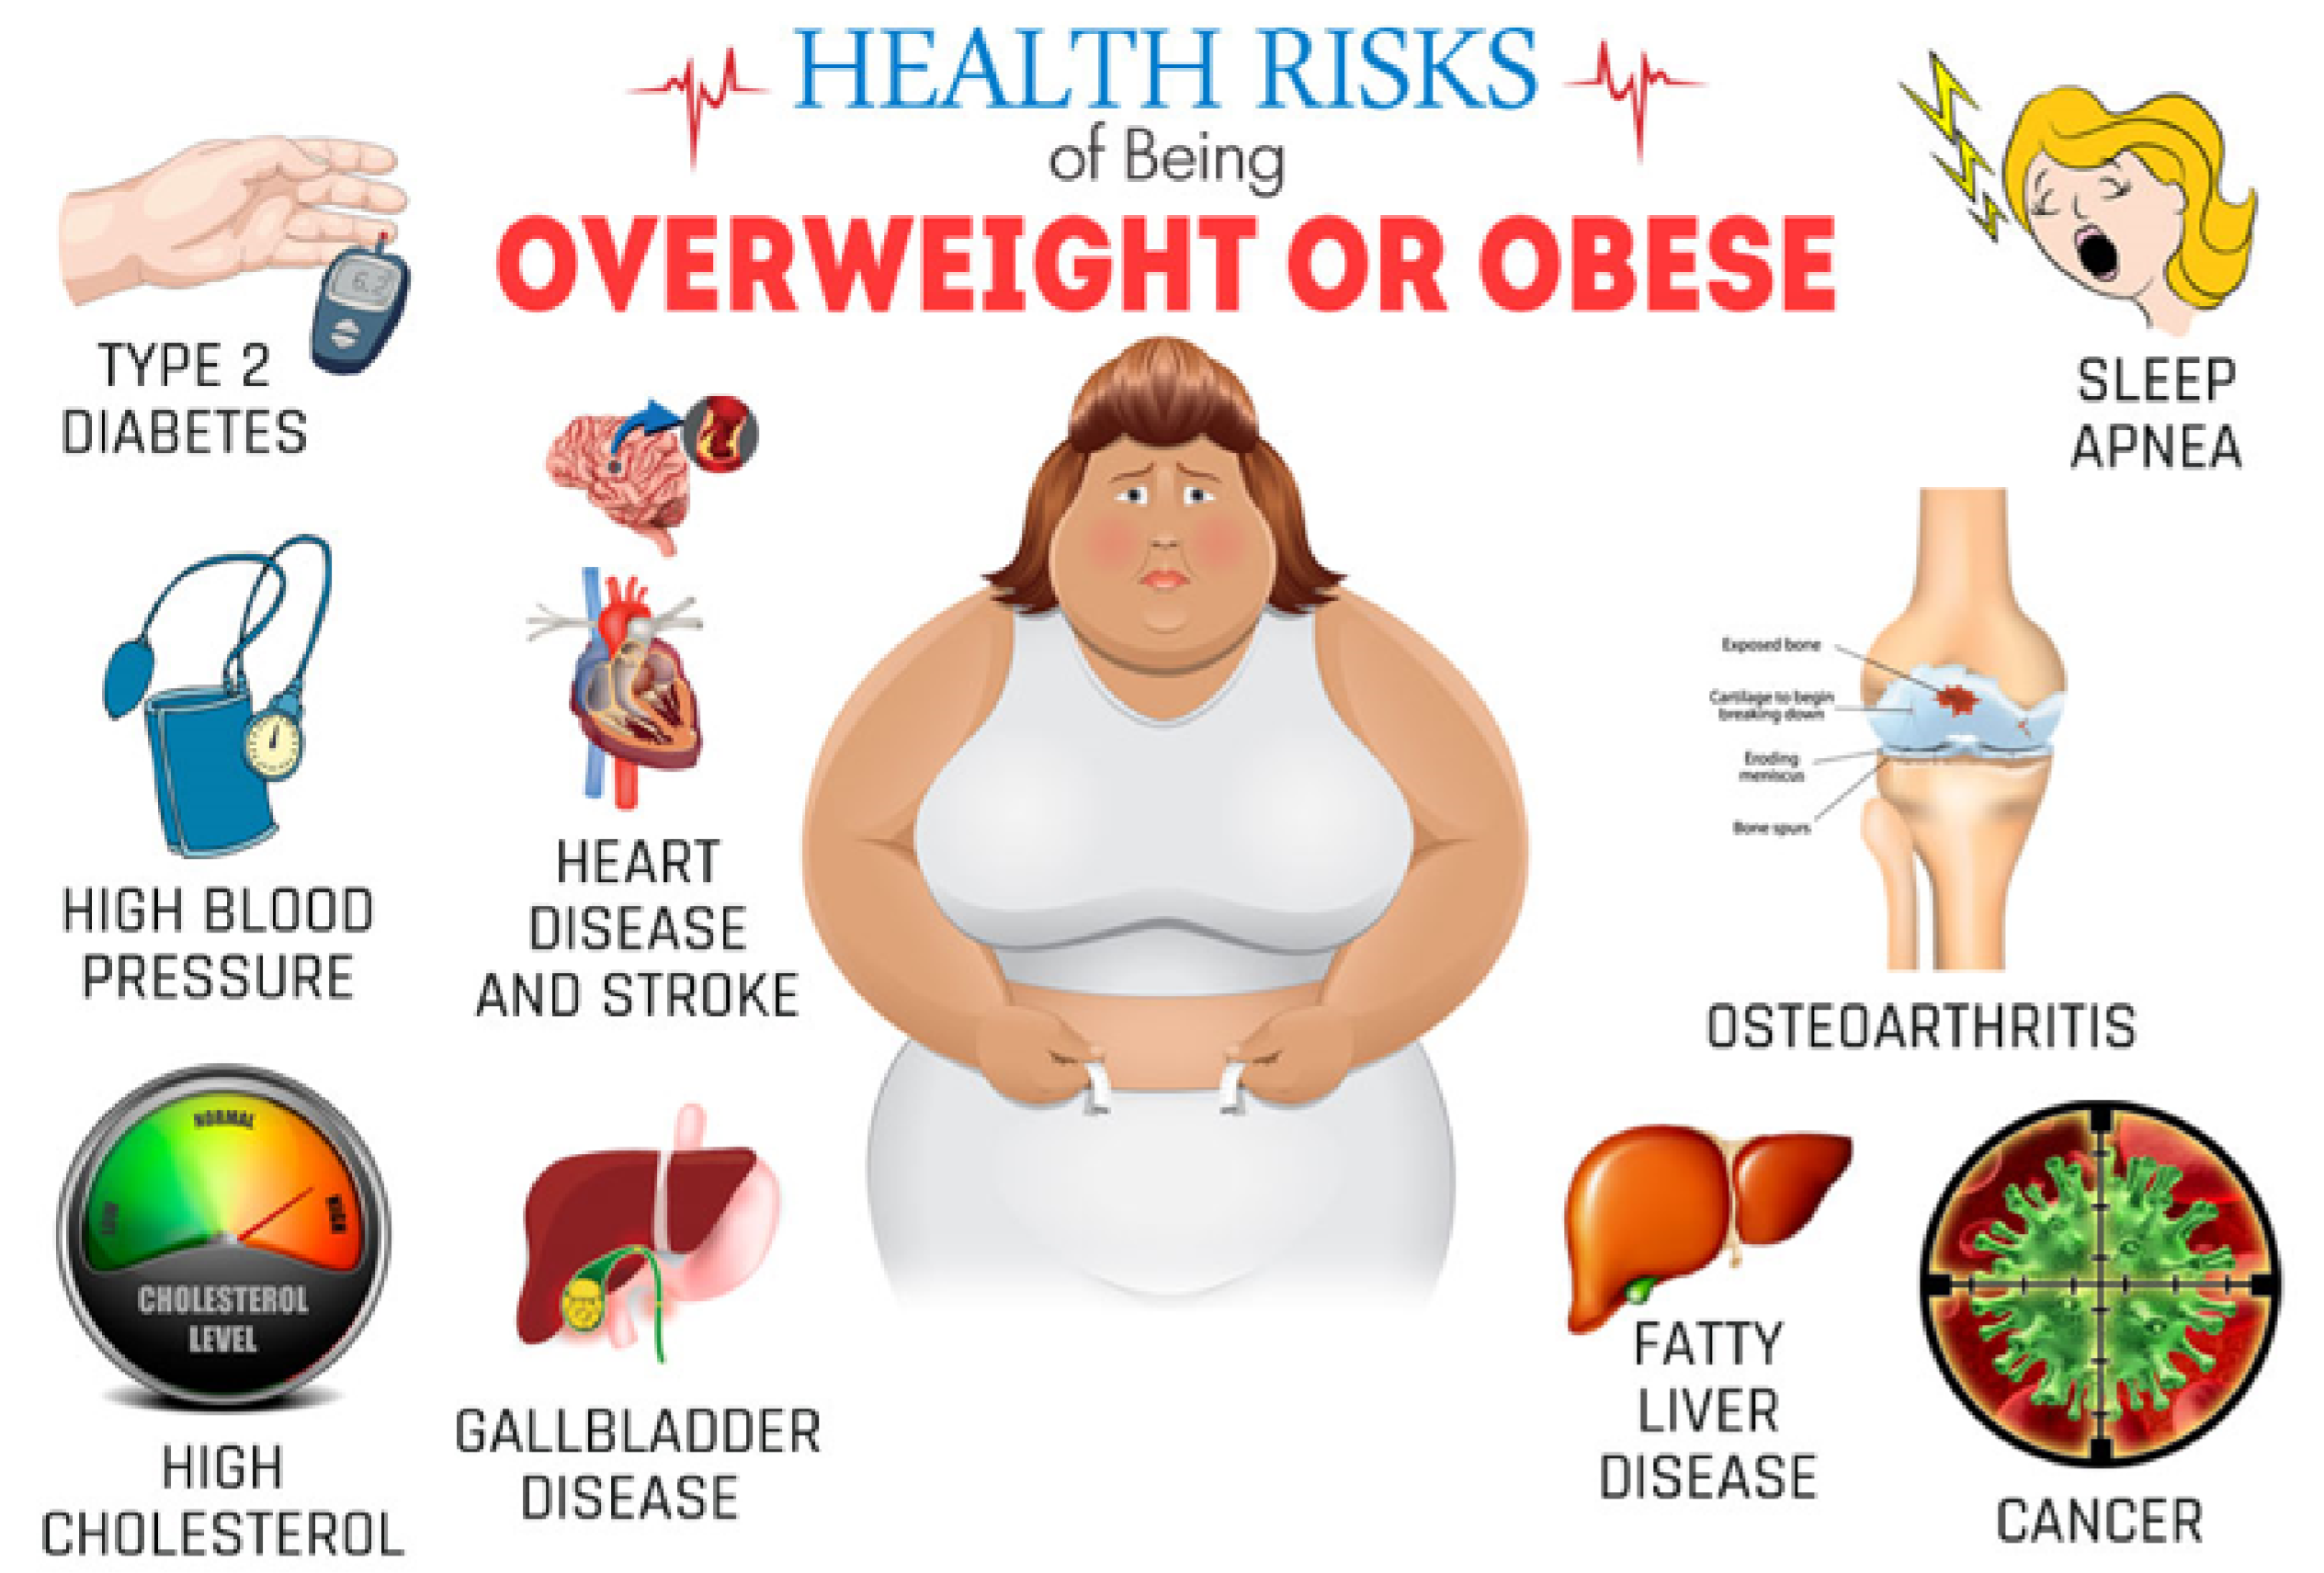 HEALTH RISKS
of Being
OVERWEIGHT OR OBESE
6.2
TYPE 2
DIABETES
SLEEP
APNEA
HIGH BLOOD
PRESSURE
HEART
DISEASE
AND STROKE
Exposed bone
Cartilage to begin
breaking down
Eroding
meniscus
Bone spurs
OSTEOARTHRITIS
LOW
NORMAL
HIGH
CHOLESTEROL
LEVEL
HIGH
CHOLESTEROL
GALLBLADDER
DISEASE
FATTY
LIVER
DISEASE
CANCER